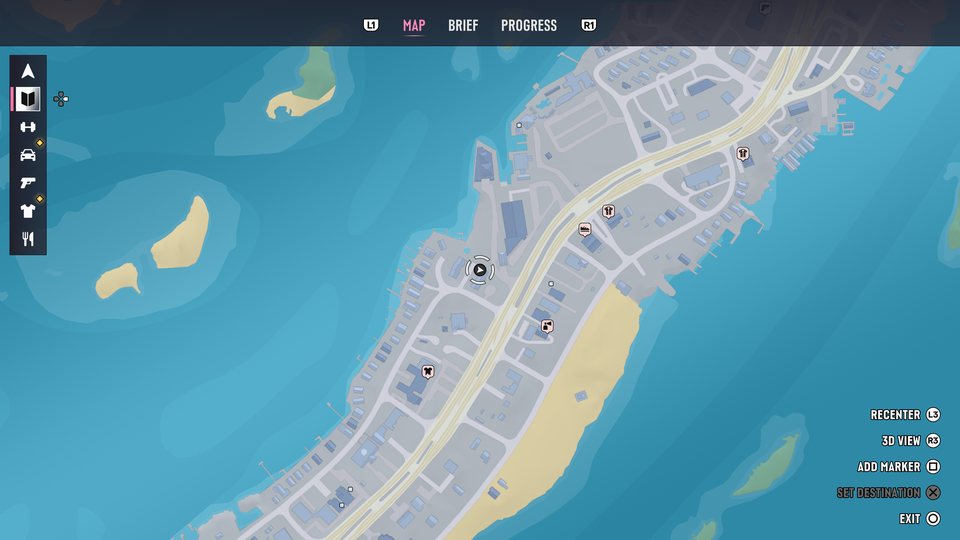 L1 MAP BRIEF PROGRESS R1
RECENTER L3
3D VIEW R3
ADD MARKER
SET DESTINATION
EXIT